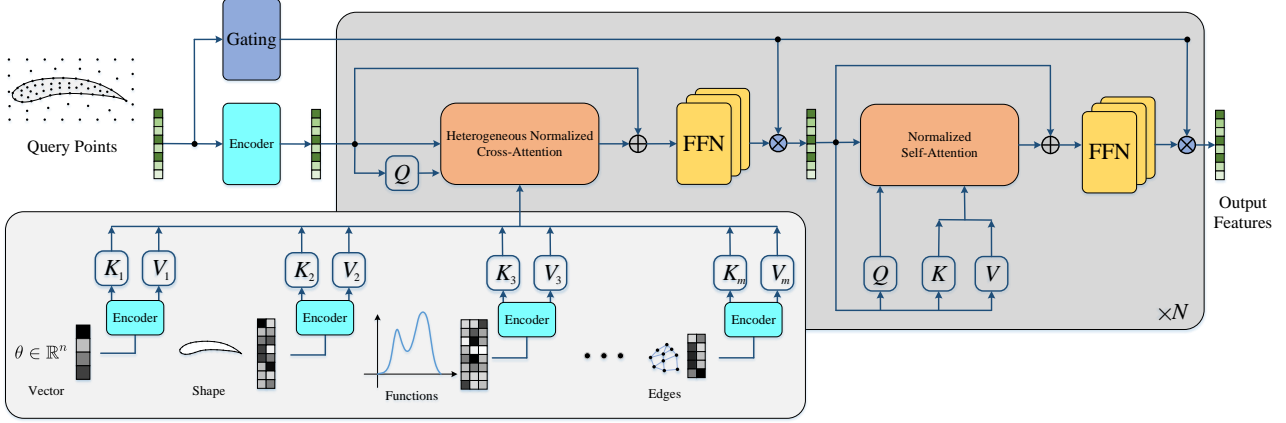 Gating
Query Points
Encoder
Heterogeneous Normalized
Cross-Attention
Q
FFN
Normalized
Self-Attention
FFN
Output
Features
Q
K
V
×N
K₁
V₁
K₂
V₂
K₃
V₃
Kₘ
Vₘ
Encoder
Encoder
Encoder
Encoder
θ ∈ ℝⁿ
Vector
Shape
Functions
Edges